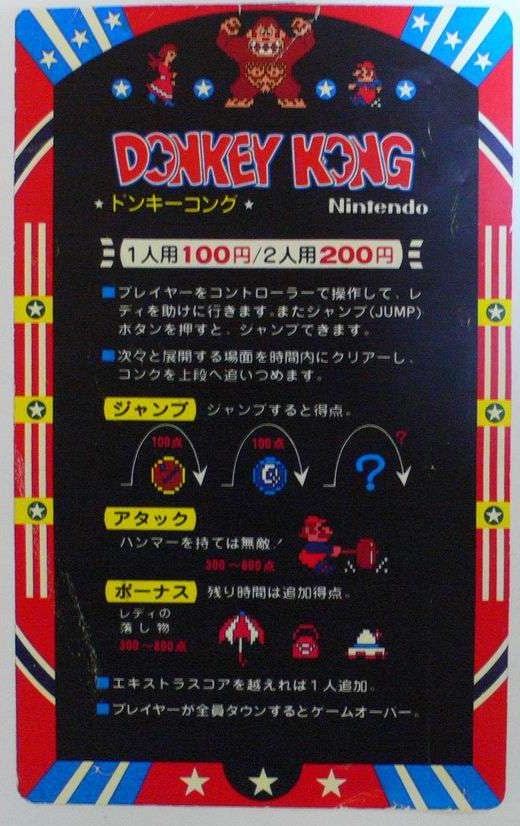 DONKEY KONG
★ドンキーコング★
Nintendo
1人用100円/2人用200円
プレイヤーをコントローラーで操作して、レ
ディを助けに行きます。またジャンプ(JUMP)
ボタンを押すと、ジャンプできます。
次々と展開する場面を時間内にクリアーし、
コングを上段へ追いつめます。
ジャンプ ジャンプすると得点。
100点 100点 ?
?
アタック
ハンマーを持てば無敵!
300〜800点
ボーナス 残り時間は追加得点。
レディの
落し物
300〜800点
エキストラスコアを越えれば1人追加。
プレイヤーが全員ダウンするとゲームオーバー。